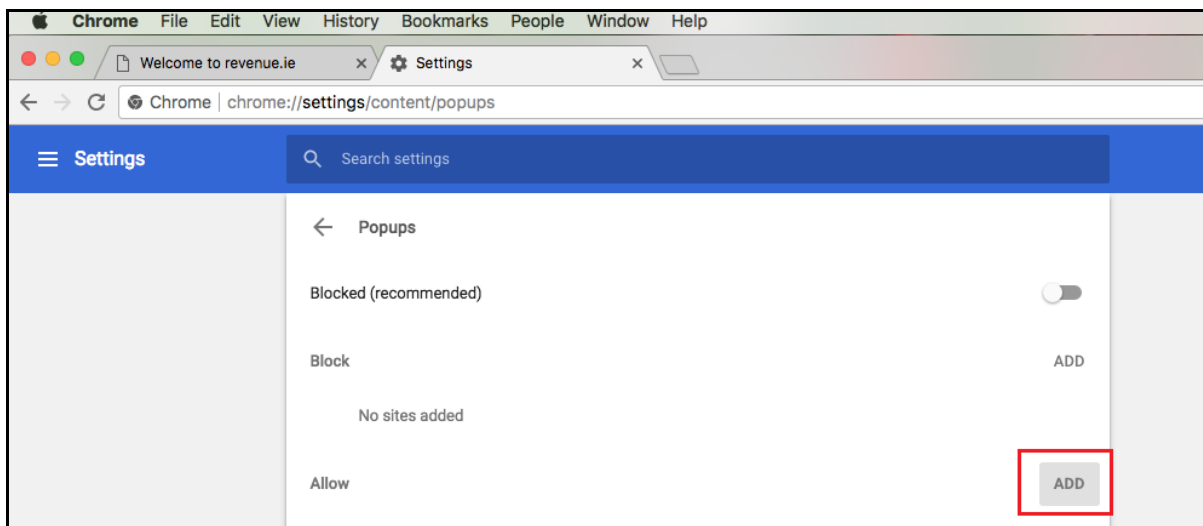 Chrome File Edit View History Bookmarks People Window Help
Welcome to revenue.ie Settings
Chrome chrome://settings/content/popups
Settings Search settings
Popups
Blocked (recommended)
Block ADD
No sites added
Allow ADD